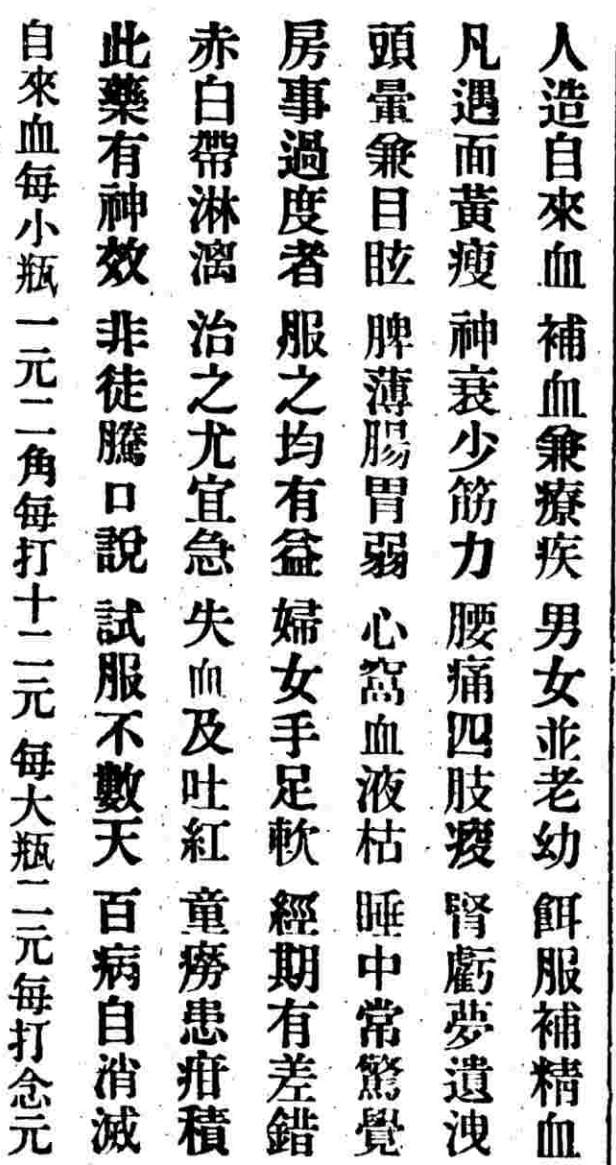 人造自來血 補血兼療疾 男女並老幼 餌服補精血
凡遇面黃瘦 神衰少筋力 腰痛四肢痠 腎虧夢遺洩
頭暈兼目眩 脾薄腸胃弱 心窩血液枯 睡中常驚覺
房事過度者 服之均有益 婦女手足軟 經期有差錯
赤白帶淋漓 治之尤宜急 失血及吐紅 童癆患疳積
此藥有神效 非徒騰口說 試服不數天 百病自消滅
自來血每小瓶一元二角每打十二元 每大瓶二元每打念元